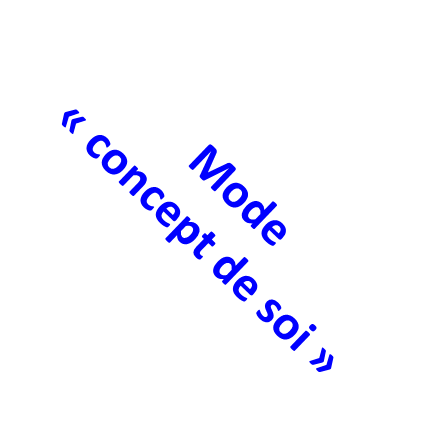 Mode
« concept de soi »